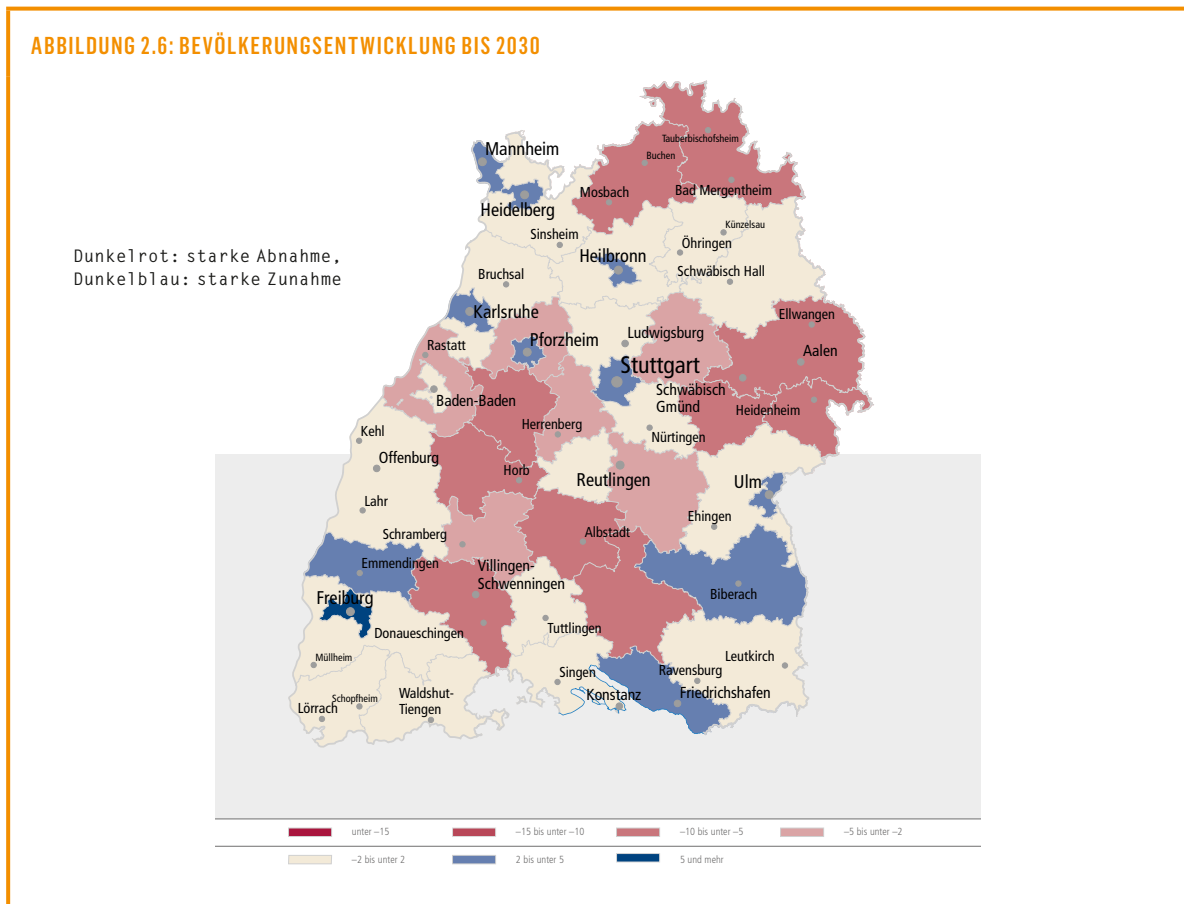 ABBILDUNG 2.6: BEVÖLKERUNGSENTWICKLUNG BIS 2030
Dunkelrot: starke Abnahme,
Dunkelblau: starke Zunahme
Tauberbischofsheim
Mannheim
Buchen
Mosbach
Bad Mergentheim
Heidelberg
Künzelsau
Sinsheim
Öhringen
Heilbronn
Schwäbisch Hall
Bruchsal
Karlsruhe
Ellwangen
Ludwigsburg
Pforzheim
Rastatt
Aalen
Stuttgart
Schwäbisch
Gmünd
Baden-Baden
Heidenheim
Herrenberg
Kehl
Nürtingen
Offenburg
Horb
Reutlingen
Ulm
Lahr
Ehingen
Schramberg
Albstadt
Emmendingen
Villingen-
Schwenningen
Biberach
Freiburg
Donaueschingen
Tuttlingen
Müllheim
Leutkirch
Singen
Ravensburg
Schopfheim
Waldshut-
Tiengen
Konstanz
Friedrichshafen
Lörrach
unter –15
–15 bis unter –10
–10 bis unter –5
–5 bis unter –2
–2 bis unter 2
2 bis unter 5
5 und mehr